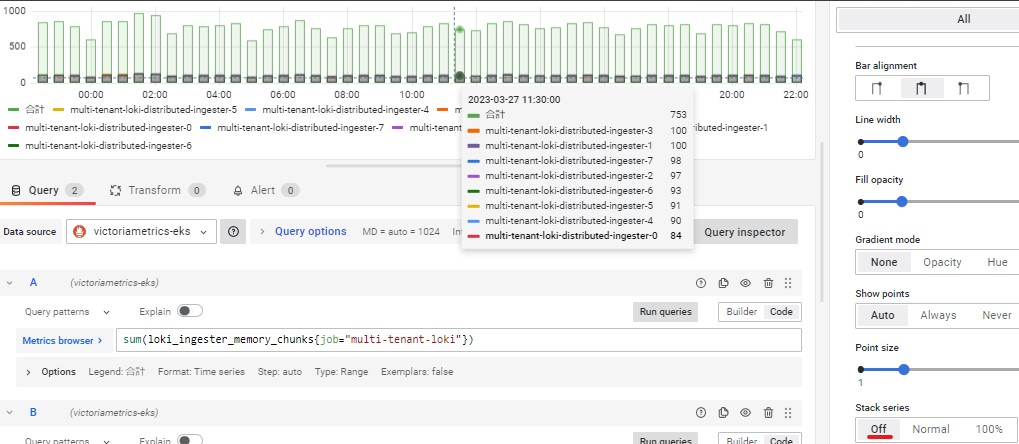 1000
All
500
0
00:00 02:00 04:00 06:00 08:00 10:00 20:00 22:00
合計 multi-tenant-loki-distributed-ingester-5 multi-tenant-loki-distributed-ingester-4
multi-tenant-loki-distributed-ingester-0 multi-tenant-loki-distributed-ingester-7 multi-tenant ingester-1
multi-tenant-loki-distributed-ingester-6
2023-03-27 11:30:00
合計 753
multi-tenant-loki-distributed-ingester-3 100
multi-tenant-loki-distributed-ingester-1 100
multi-tenant-loki-distributed-ingester-7 98
multi-tenant-loki-distributed-ingester-2 97
multi-tenant-loki-distributed-ingester-6 93
multi-tenant-loki-distributed-ingester-5 91
multi-tenant-loki-distributed-ingester-4 90
multi-tenant-loki-distributed-ingester-0 84
Query 2 Transform 0 Alert 0
Data source victoriametrics-eks Query options MD = auto = 1024 Query inspector
A (victoriametrics-eks)
Query patterns Explain Run queries Builder Code
Metrics browser > sum(loki_ingester_memory_chunks{job="multi-tenant-loki"})
Options Legend: 合計 Format: Time series Step: auto Type: Range Exemplars: false
B (victoriametrics-eks)
Query patterns Explain Run queries Builder Code
Bar alignment
Line width
0
Fill opacity
0
Gradient mode
None Opacity Hue
Show points
Auto Always Never
Point size
1
Stack series
Off Normal 100%